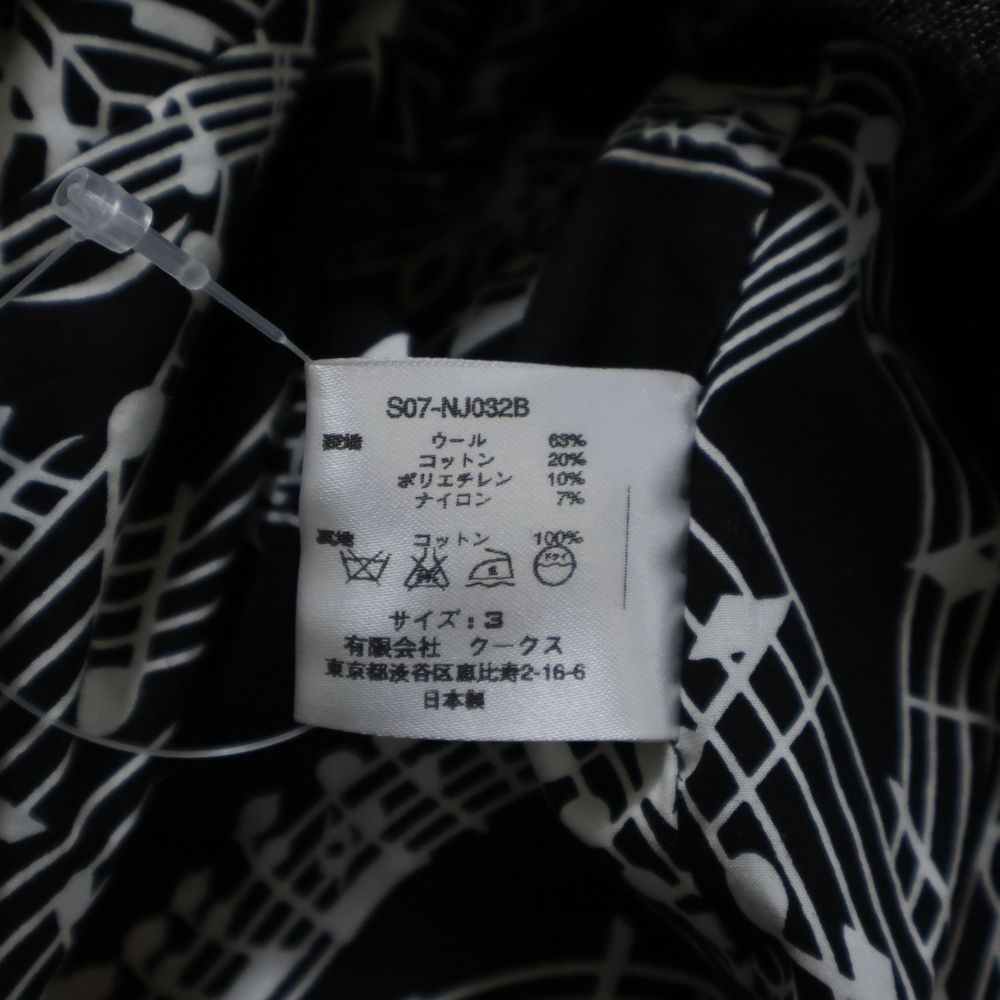 S07-NJ032B
表地 ウール 63%
コットン 20%
ポリエチレン 10%
ナイロン 7%
裏地 コットン 100%
ドライ
サイズ:3
有限会社 クークス
東京都渋谷区恵比寿2-16-6
日本製